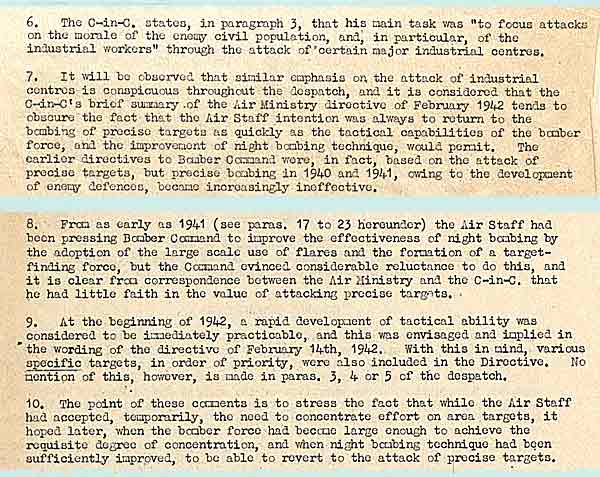 6. The C-in-C. states, in paragraph 3, that his main task was "to focus attacks
on the morale of the enemy civil population, and, in particular, of the
industrial workers" through the attack of certain major industrial centres.
7. It will be observed that similar emphasis on the attack of industrial
centres is conspicuous throughout the despatch, and it is considered that the
C-in-C's brief summary of the Air Ministry directive of February 1942 tends to
obscure the fact that the Air Staff intention was always to return to the
bombing of precise targets as quickly as the tactical capabilities of the bomber
force, and the improvement of night bombing technique, would permit. The
earlier directives to Bomber Command were, in fact, based on the attack of
precise targets, but precise bombing in 1940 and 1941, owing to the development
of enemy defences, became increasingly ineffective.
8. From as early as 1941 (see paras. 17 to 23 hereunder) the Air Staff had
been pressing Bomber Command to improve the effectiveness of night bombing by
the adoption of the large scale use of flares and the formation of a target-
finding force, but the Command evinced considerable reluctance to do this, and
it is clear from correspondence between the Air Ministry and the C-in-C. that
he had little faith in the value of attacking precise targets.
9. At the beginning of 1942, a rapid development of tactical ability was
considered to be immediately practicable, and this was envisaged and implied in
the wording of the directive of February 14th, 1942. With this in mind, various
specific targets, in order of priority, were also included in the Directive. No
mention of this, however, is made in paras. 3, 4 or 5 of the despatch.
10. The point of these comments is to stress the fact that while the Air Staff
had accepted, temporarily, the need to concentrate effort on area targets, it
hoped later, when the bomber force had become large enough to achieve the
requisite degree of concentration, and when night bombing technique had been
sufficiently improved, to be able to revert to the attack of precise targets.